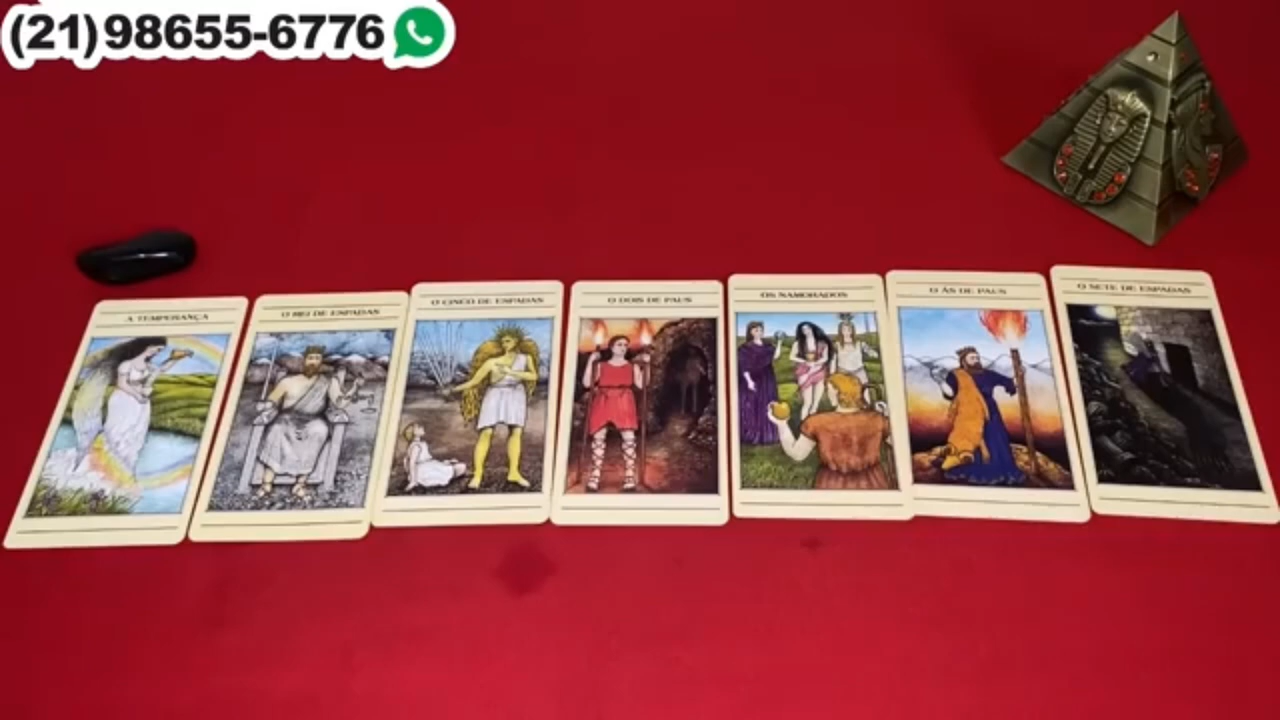 (21)98655-6776
A TEMPERANÇA
O REI DE ESPADAS
O CINCO DE ESPADAS
O DOIS DE PAUS
OS NAMORADOS
O ÁS DE PAUS
O SETE DE ESPADAS